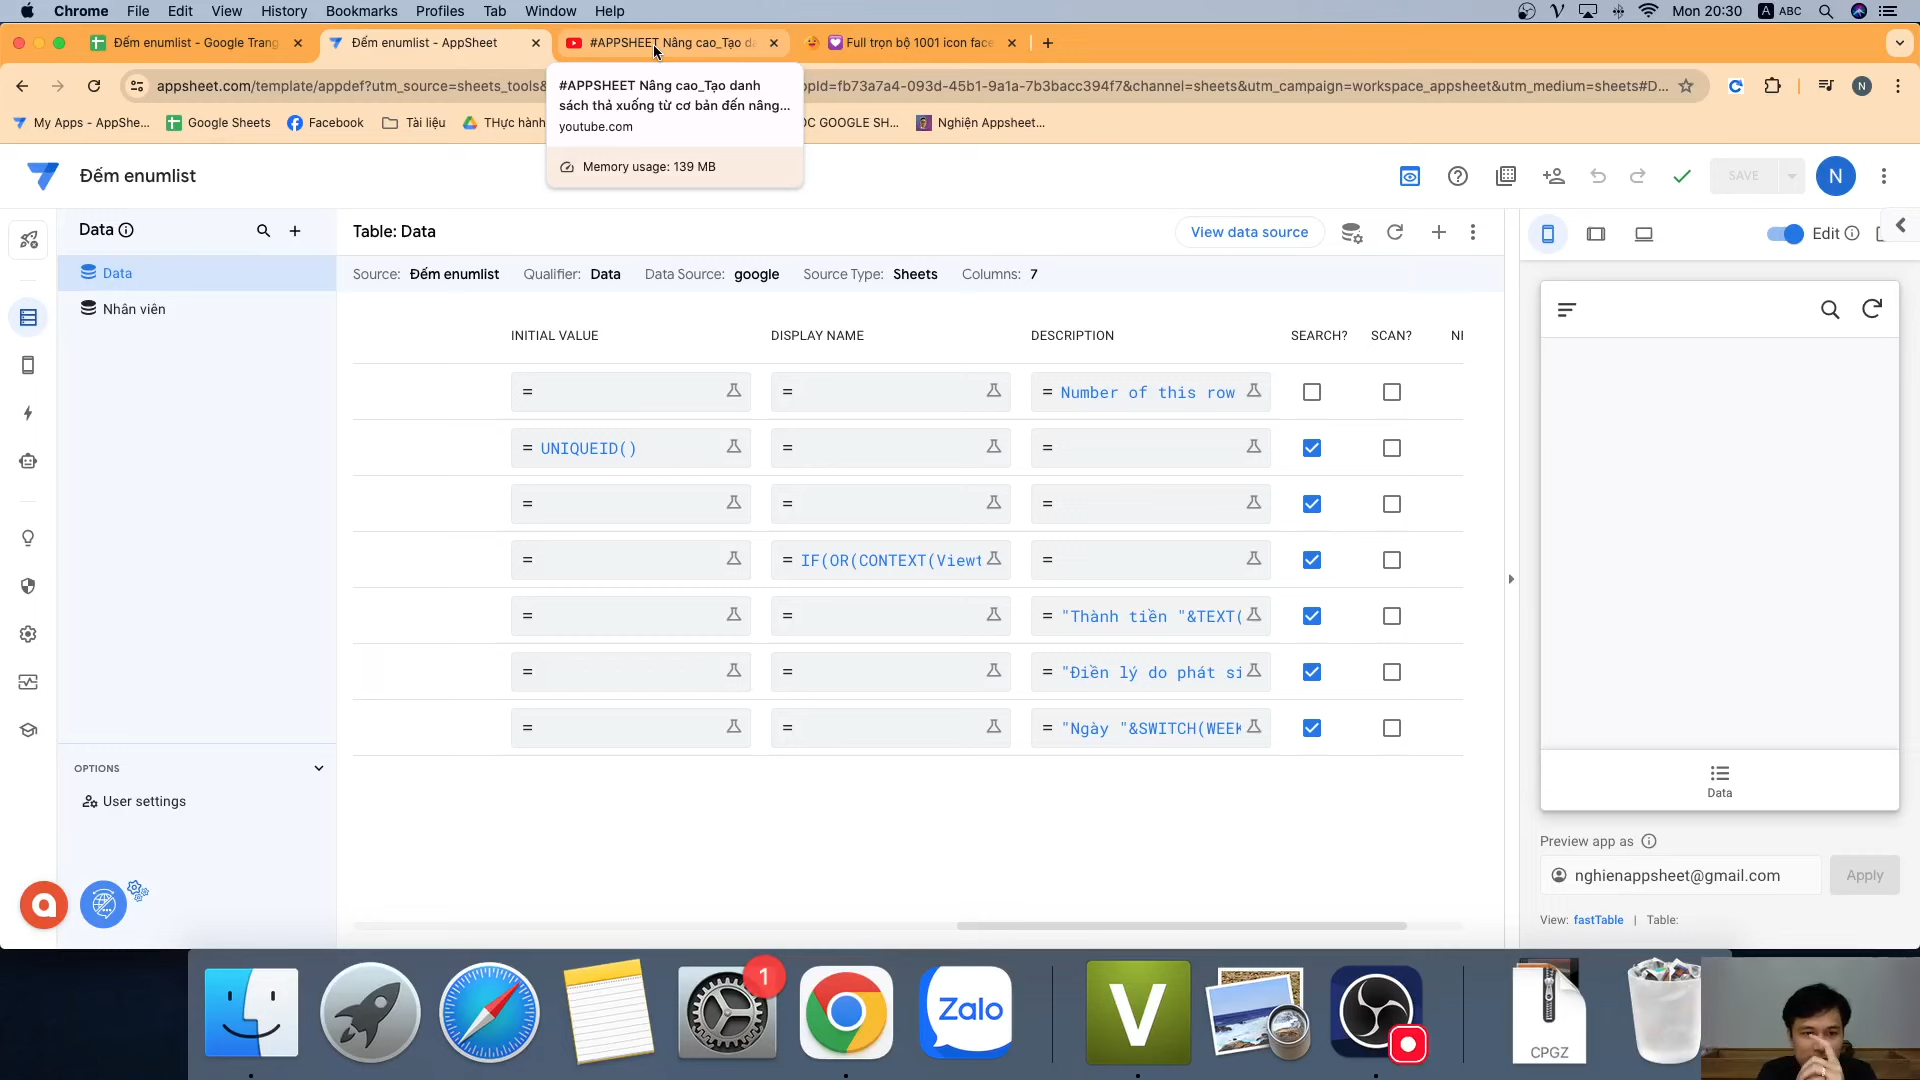 Chrome File Edit View History Bookmarks Profiles Tab Window Help Mon 20:30 A ABC
Đếm enumlist - Google Trang
Đếm enumlist - AppSheet
#APPSHEET Nâng cao_Tạo d
Full trọn bộ 1001 icon face
appsheet.com/template/appdef?utm_source=sheets_tools& ppId=fb73a7a4-093d-45b1-9a1a-7b3bacc394f7&channel=sheets&utm_campaign=workspace_appsheet&utm_medium=sheets#D...
N
#APPSHEET Nâng cao_Tạo danh
sách thả xuống từ cơ bản đến nâng...
youtube.com
Memory usage: 139 MB
My Apps - AppShe... Google Sheets Facebook Tài liệu THực hành ỌC GOOGLE SH... Nghiện Appsheet...
Đếm enumlist
SAVE
N
Data
Data
Nhân viên
OPTIONS
User settings
Table: Data
View data source
Source: Đếm enumlist Qualifier: Data Data Source: google Source Type: Sheets Columns: 7
INITIAL VALUE DISPLAY NAME DESCRIPTION SEARCH? SCAN? NI
= = = Number of this row
= UNIQUEID() = =
= = =
= = IF(OR(CONTEXT(Viewt =
= = = "Thành tiền "&TEXT(
= = = "Điền lý do phát si
= = = "Ngày "&SWITCH(WEEK
Edit
Data
Preview app as
nghienappsheet@gmail.com
Apply
View: fastTable | Table:
1
Zalo
V
CPGZ